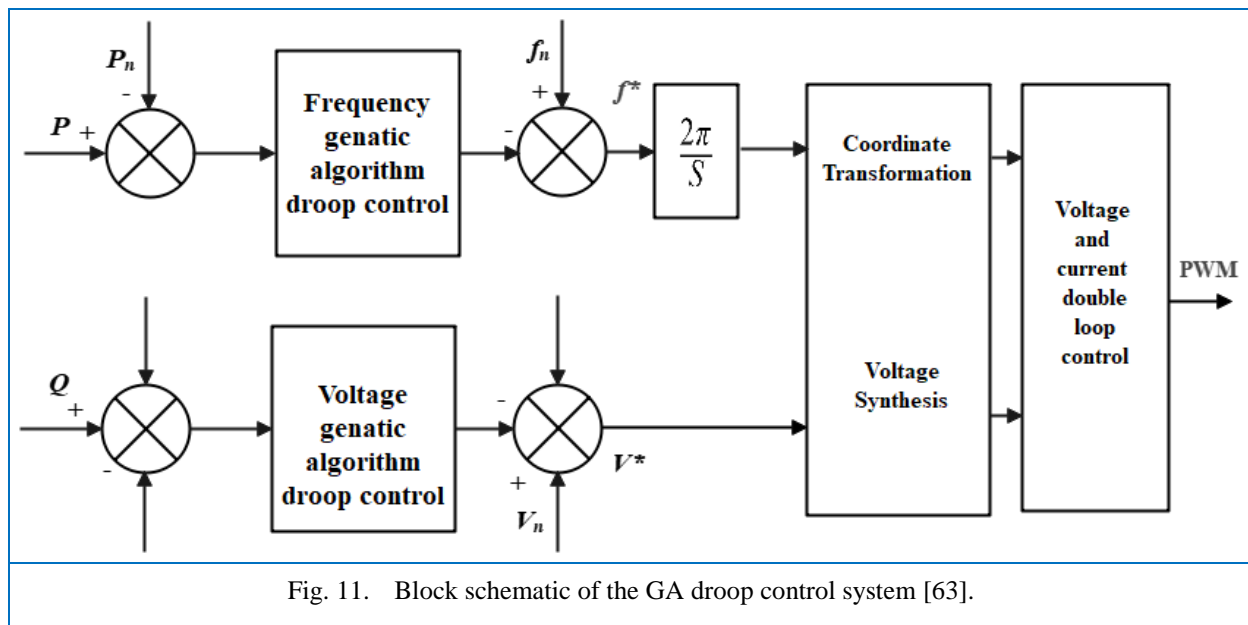 Pn
-
P +
Frequency
genatic
algorithm
droop control
fn
+
-
f*
2π
S
Coordinate
Transformation
Voltage
and
current
double
loop
control
PWM
Q
+
-
Voltage
genatic
algorithm
droop control
-
+
Vn
V*
Voltage
Synthesis
Fig. 11. Block schematic of the GA droop control system [63].